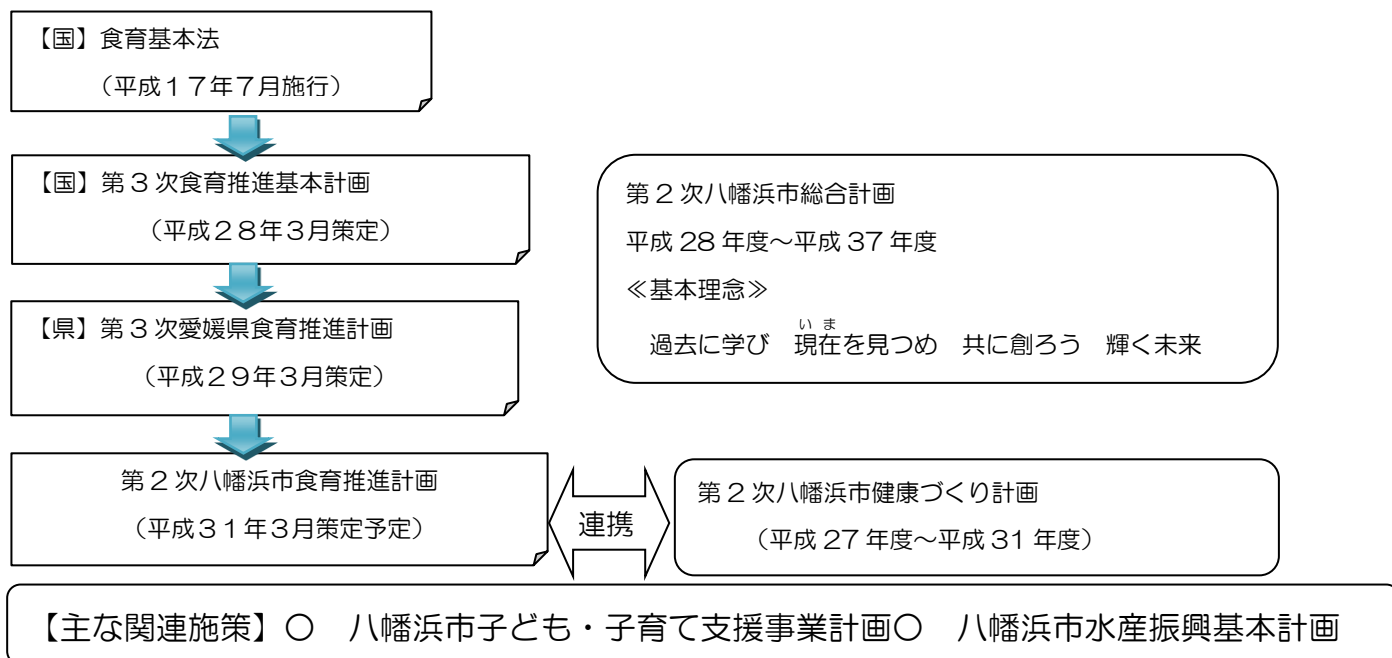 【国】食育基本法
（平成１７年７月施行）
【国】第３次食育推進基本計画
（平成２８年３月策定）
【県】第３次愛媛県食育推進計画
（平成２９年３月策定）
第２次八幡浜市食育推進計画
（平成３１年３月策定予定）
第２次八幡浜市総合計画
平成 28 年度～平成 37 年度
≪基本理念≫
いま
過去に学び　現在を見つめ　共に創ろう　輝く未来
連携
第２次八幡浜市健康づくり計画
（平成 27 年度～平成 31 年度）
【主な関連施策】〇　八幡浜市子ども・子育て支援事業計画〇　八幡浜市水産振興基本計画